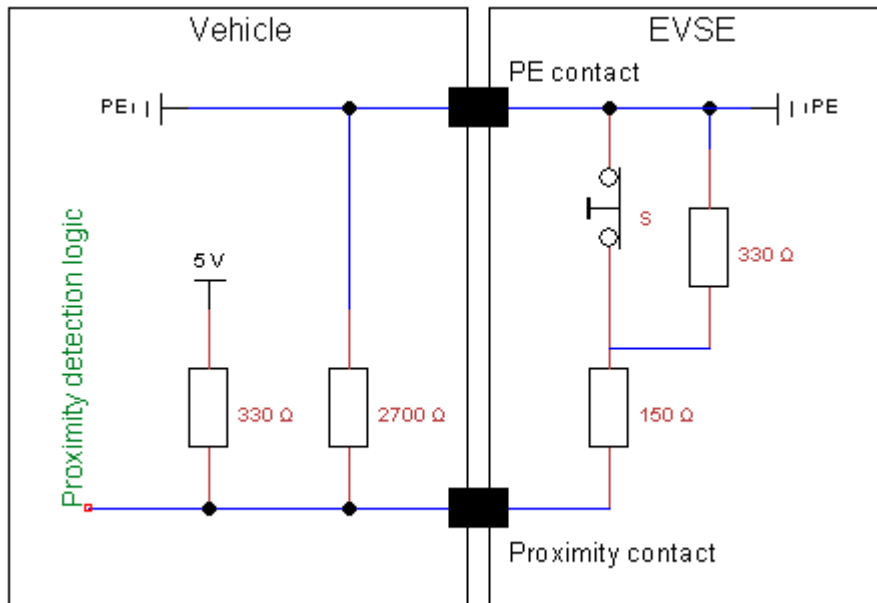 Vehicle
EVSE
PE contact
PE
PE
S
330 Ω
5 V
Proximity detection logic
330 Ω
2700 Ω
150 Ω
Proximity contact